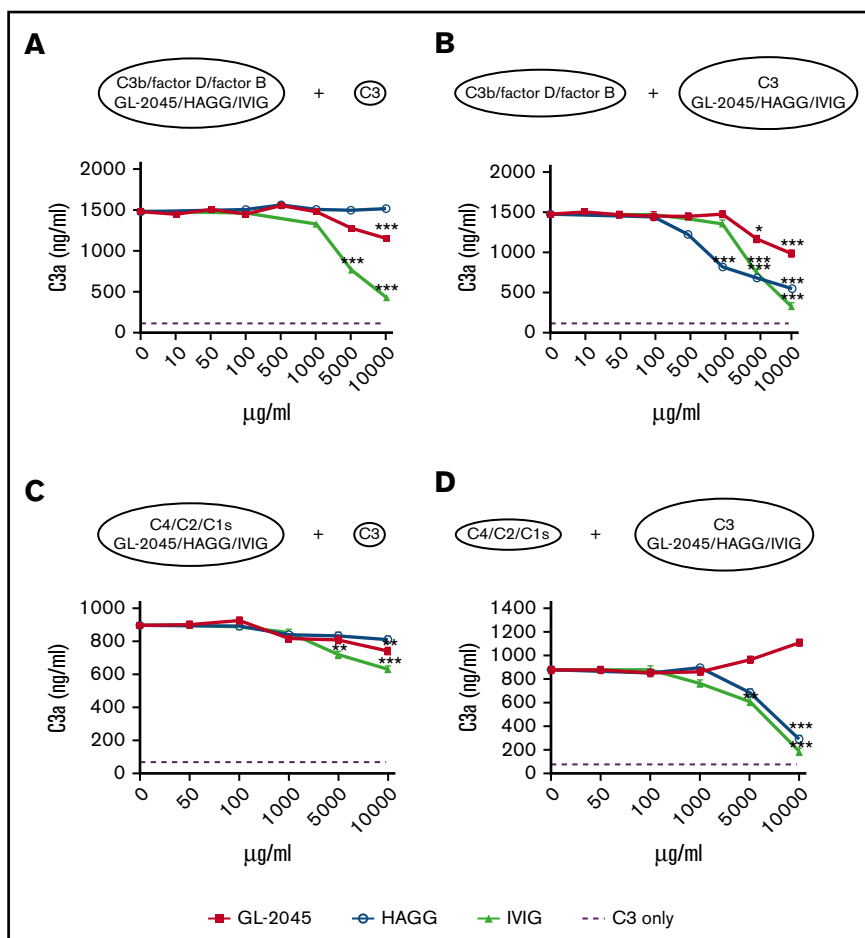 A
C3b/factor D/factor B
GL-2045/HAGG/IVIG
+
C3
C3a (ng/ml)
2000
1500
1000
500
0
***
***
***
0
10
50
100
500
1000
5000
10000
μg/ml
B
C3b/factor D/factor B
+
C3
GL-2045/HAGG/IVIG
C3a (ng/ml)
2000
1500
1000
500
0
*
***
***
***
***
***
***
0
10
50
100
500
1000
5000
10000
μg/ml
C
C4/C2/C1s
GL-2045/HAGG/IVIG
+
C3
C3a (ng/ml)
1000
800
600
400
200
0
**
**
***
0
50
100
1000
5000
10000
μg/ml
D
C4/C2/C1s
+
C3
GL-2045/HAGG/IVIG
C3a (ng/ml)
1400
1200
1000
800
600
400
200
0
**
***
***
0
50
100
1000
5000
10000
μg/ml
GL-2045 HAGG IVIG C3 only